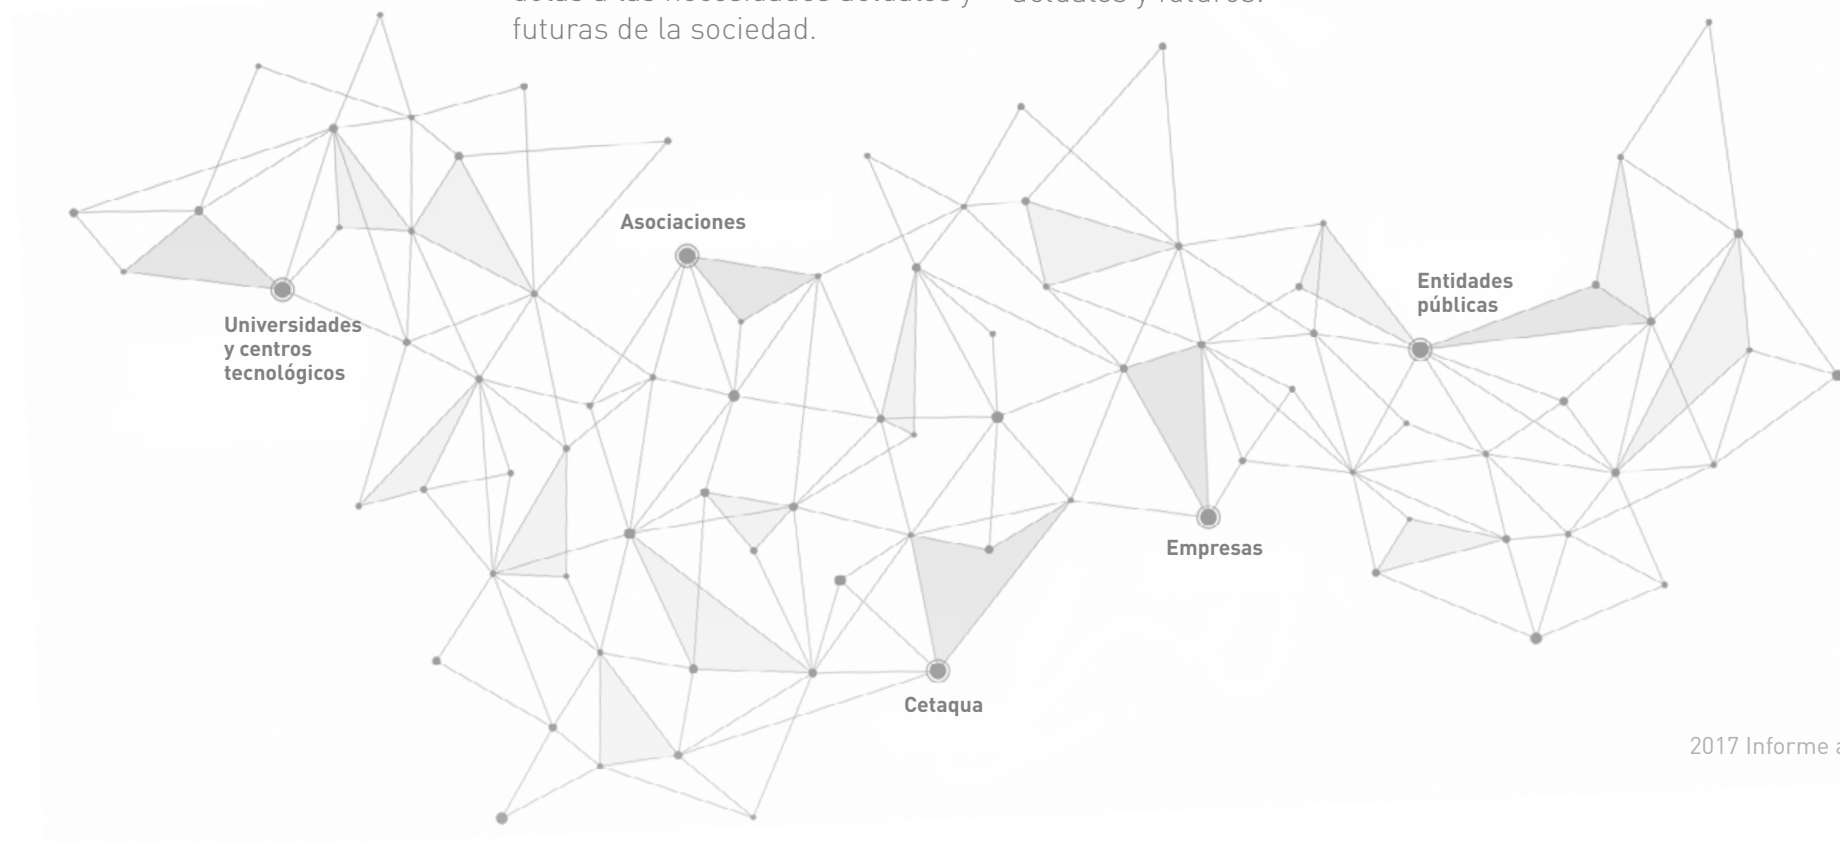 futuras de la sociedad.
Asociaciones
Entidades
públicas
Universidades
y centros
tecnológicos
Empresas
Cetaqua
2017 Informe